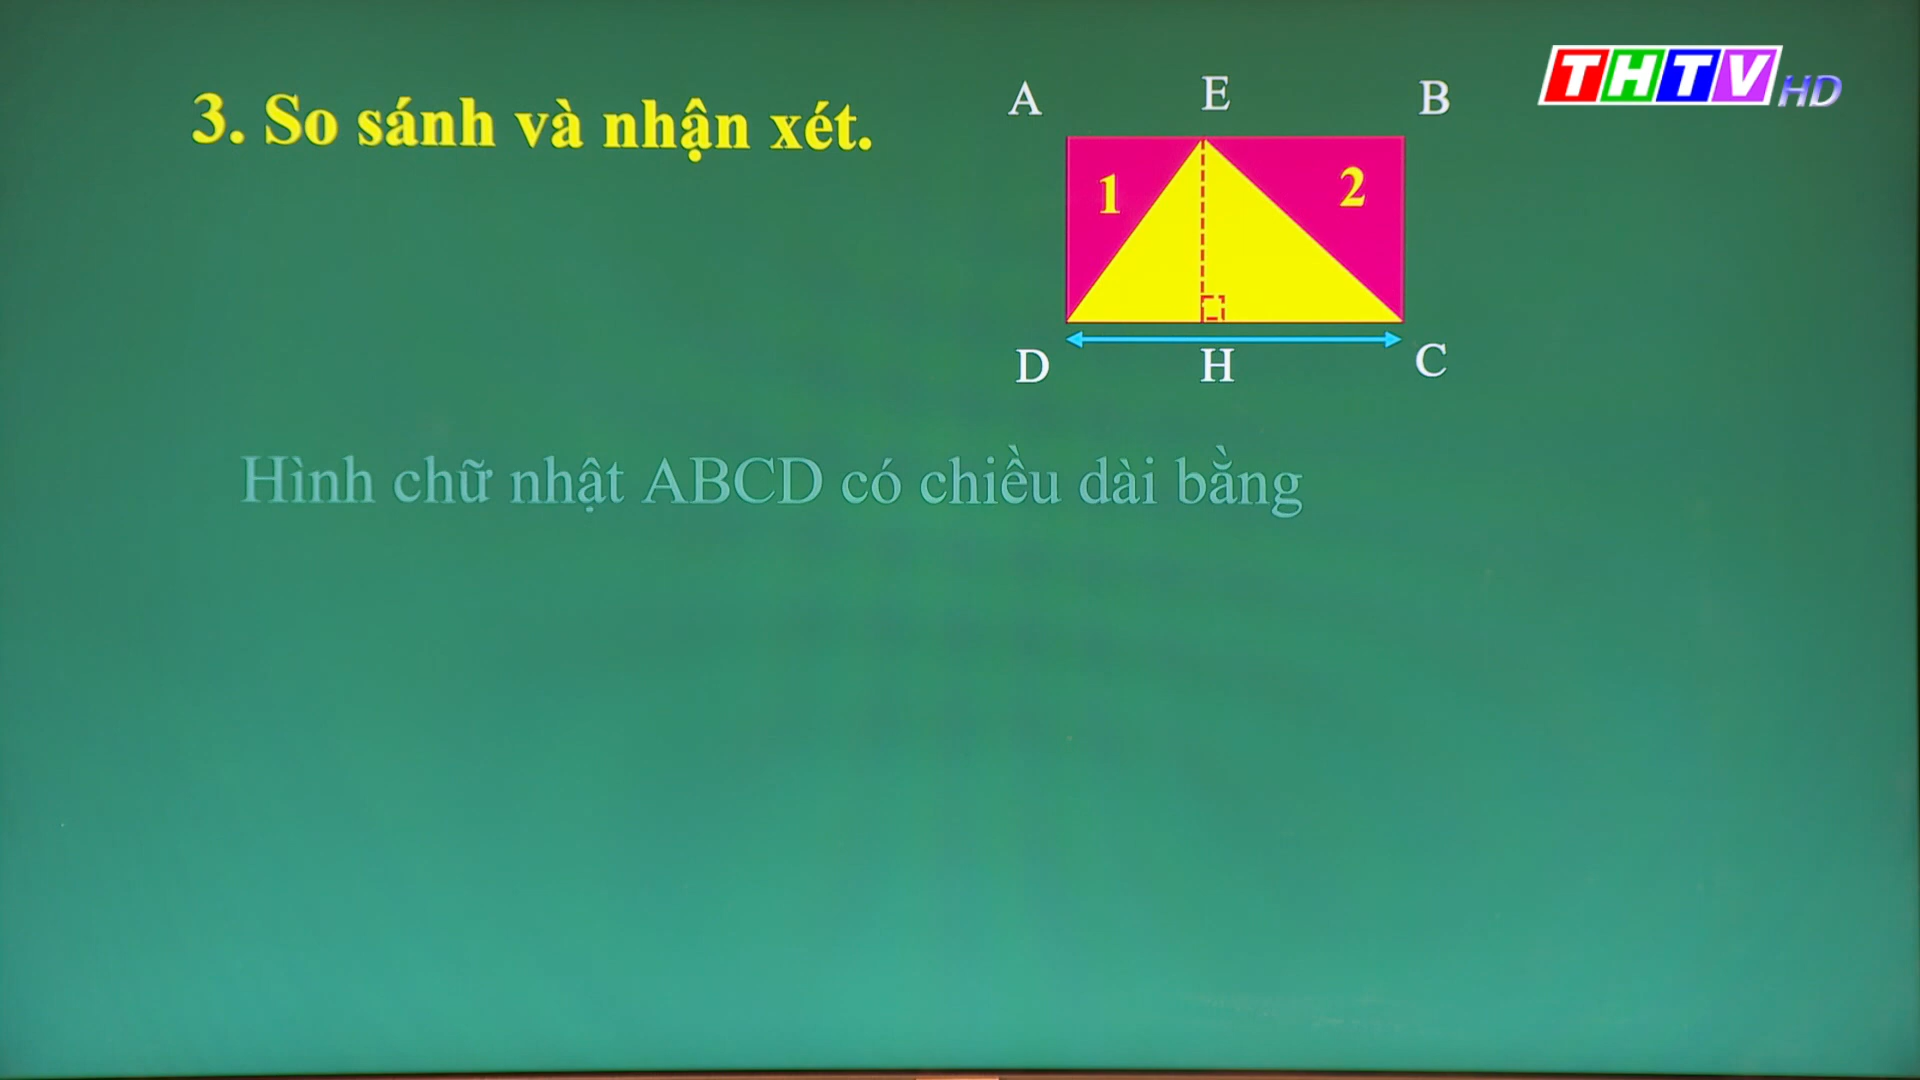 THTV HD
3. So sánh và nhận xét.
A E B
1 2
D H C
Hình chữ nhật ABCD có chiều dài bằng